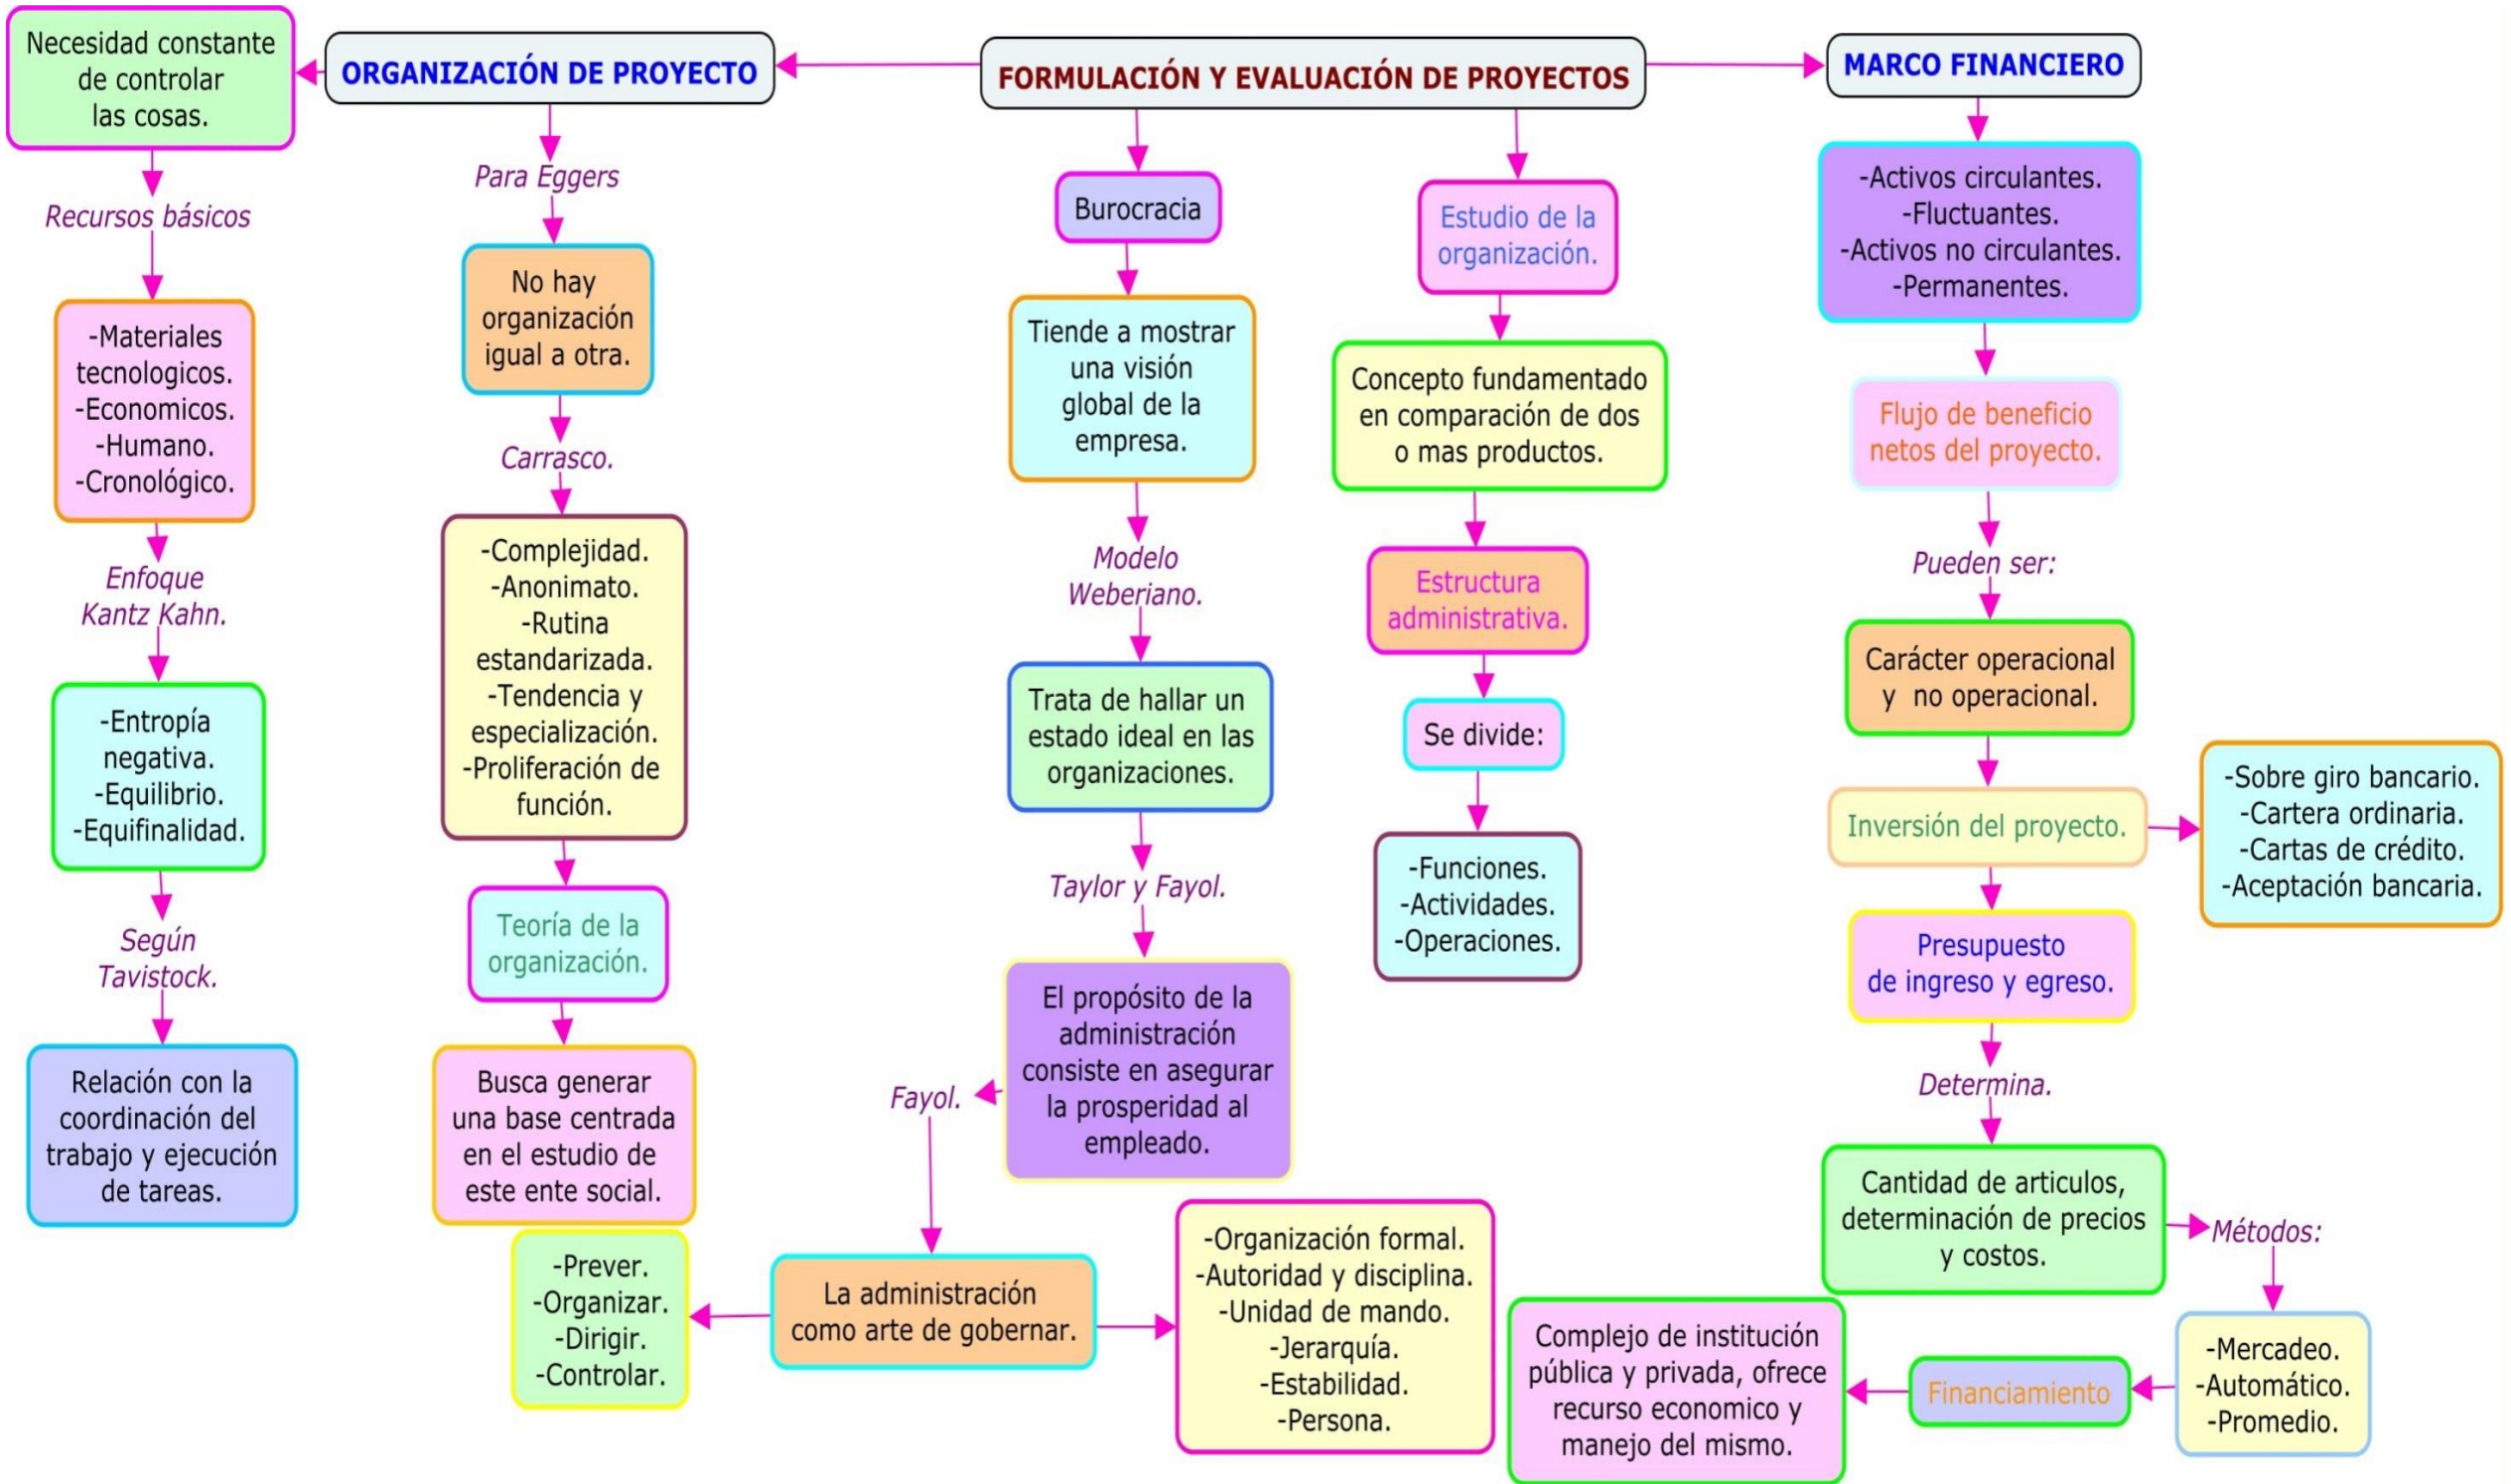 Necesidad constante
de controlar
las cosas.
Recursos básicos
-Materiales
tecnologicos.
-Economicos.
-Humano.
-Cronológico.
Enfoque
Kantz Kahn.
-Entropía
negativa.
-Equilibrio.
-Equifinalidad.
Según
Tavistock.
Relación con la
coordinación del
trabajo y ejecución
de tareas.
ORGANIZACIÓN DE PROYECTO
Para Eggers
No hay
organización
igual a otra.
Carrasco.
-Complejidad.
-Anonimato.
-Rutina
estandarizada.
-Tendencia y
especialización.
-Proliferación de
función.
Teoría de la
organización.
Busca generar
una base centrada
en el estudio de
este ente social.
FORMULACIÓN Y EVALUACIÓN DE PROYECTOS
Burocracia
Tiende a mostrar
una visión
global de la
empresa.
Modelo
Weberiano.
Trata de hallar un
estado ideal en las
organizaciones.
Taylor y Fayol.
El propósito de la
administración
consiste en asegurar
la prosperidad al
empleado.
Fayol.
La administración
como arte de gobernar.
-Prever.
-Organizar.
-Dirigir.
-Controlar.
-Organización formal.
-Autoridad y disciplina.
-Unidad de mando.
-Jerarquía.
-Estabilidad.
-Persona.
Estudio de la
organización.
Concepto fundamentado
en comparación de dos
o mas productos.
Estructura
administrativa.
Se divide:
-Funciones.
-Actividades.
-Operaciones.
MARCO FINANCIERO
-Activos circulantes.
-Fluctuantes.
-Activos no circulantes.
-Permanentes.
Flujo de beneficio
netos del proyecto.
Pueden ser:
Carácter operacional
y no operacional.
Inversión del proyecto.
-Sobre giro bancario.
-Cartera ordinaria.
-Cartas de crédito.
-Aceptación bancaria.
Presupuesto
de ingreso y egreso.
Determina.
Cantidad de articulos,
determinación de precios
y costos.
Métodos:
-Mercadeo.
-Automático.
-Promedio.
Financiamiento
Complejo de institución
pública y privada, ofrece
recurso economico y
manejo del mismo.